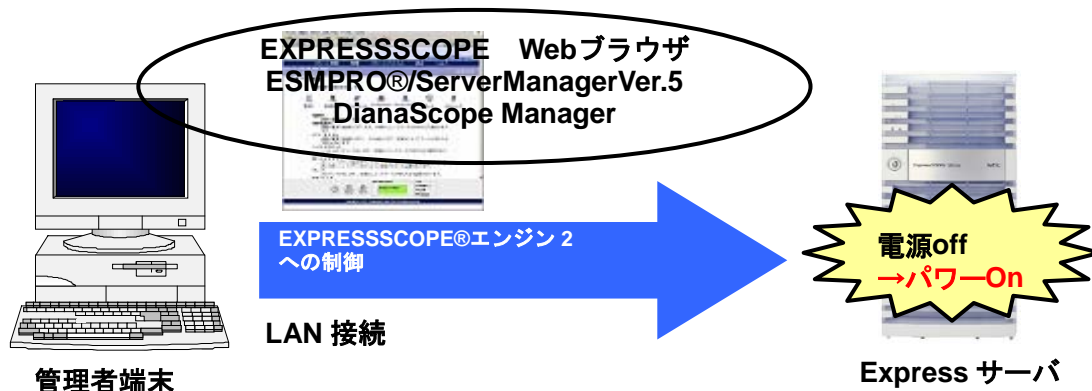 EXPRESSSCOPE　Webブラウザ
ESMPRO®/ServerManagerVer.5
DianaScope Manager
EXPRESSSCOPE®エンジン 2
への制御
電源off
→パワーOn
LAN 接続
管理者端末
Express サーバ